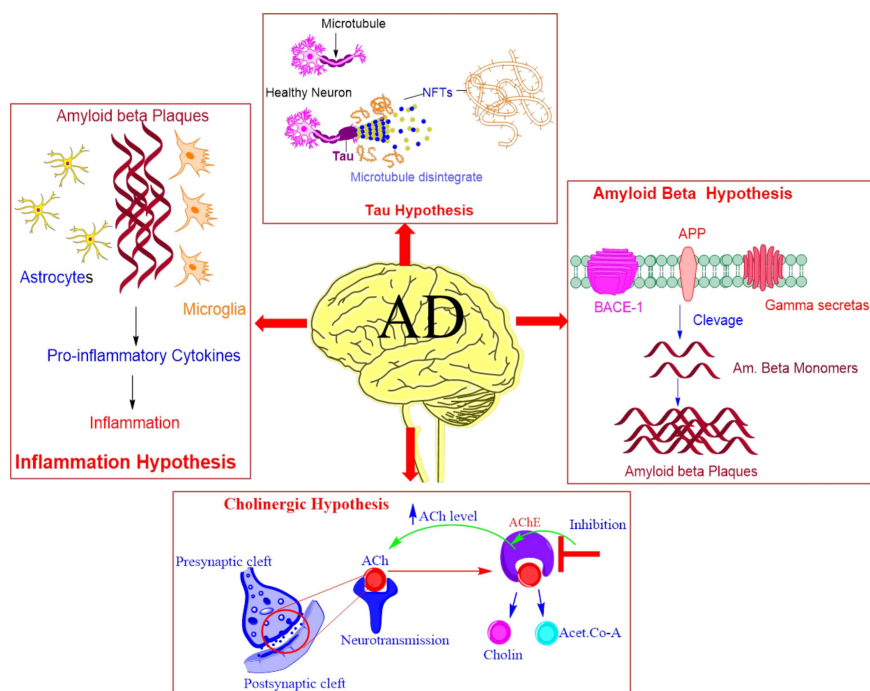 Microtubule
Healthy Neuron
NFTs
Tau
Microtubule disintegrate
Tau Hypothesis
Amyloid beta Plaques
Astrocytes
Microglia
Pro-inflammatory Cytokines
Inflammation
Inflammation Hypothesis
AD
Amyloid Beta Hypothesis
APP
BACE-1
Gamma secretas
Clevage
Am. Beta Monomers
Amyloid beta Plaques
Cholinergic Hypothesis
ACh level
AChE
Inhibition
Presynaptic cleft
ACh
Neurotransmission
Cholin
Acet.Co-A
Postsynaptic cleft